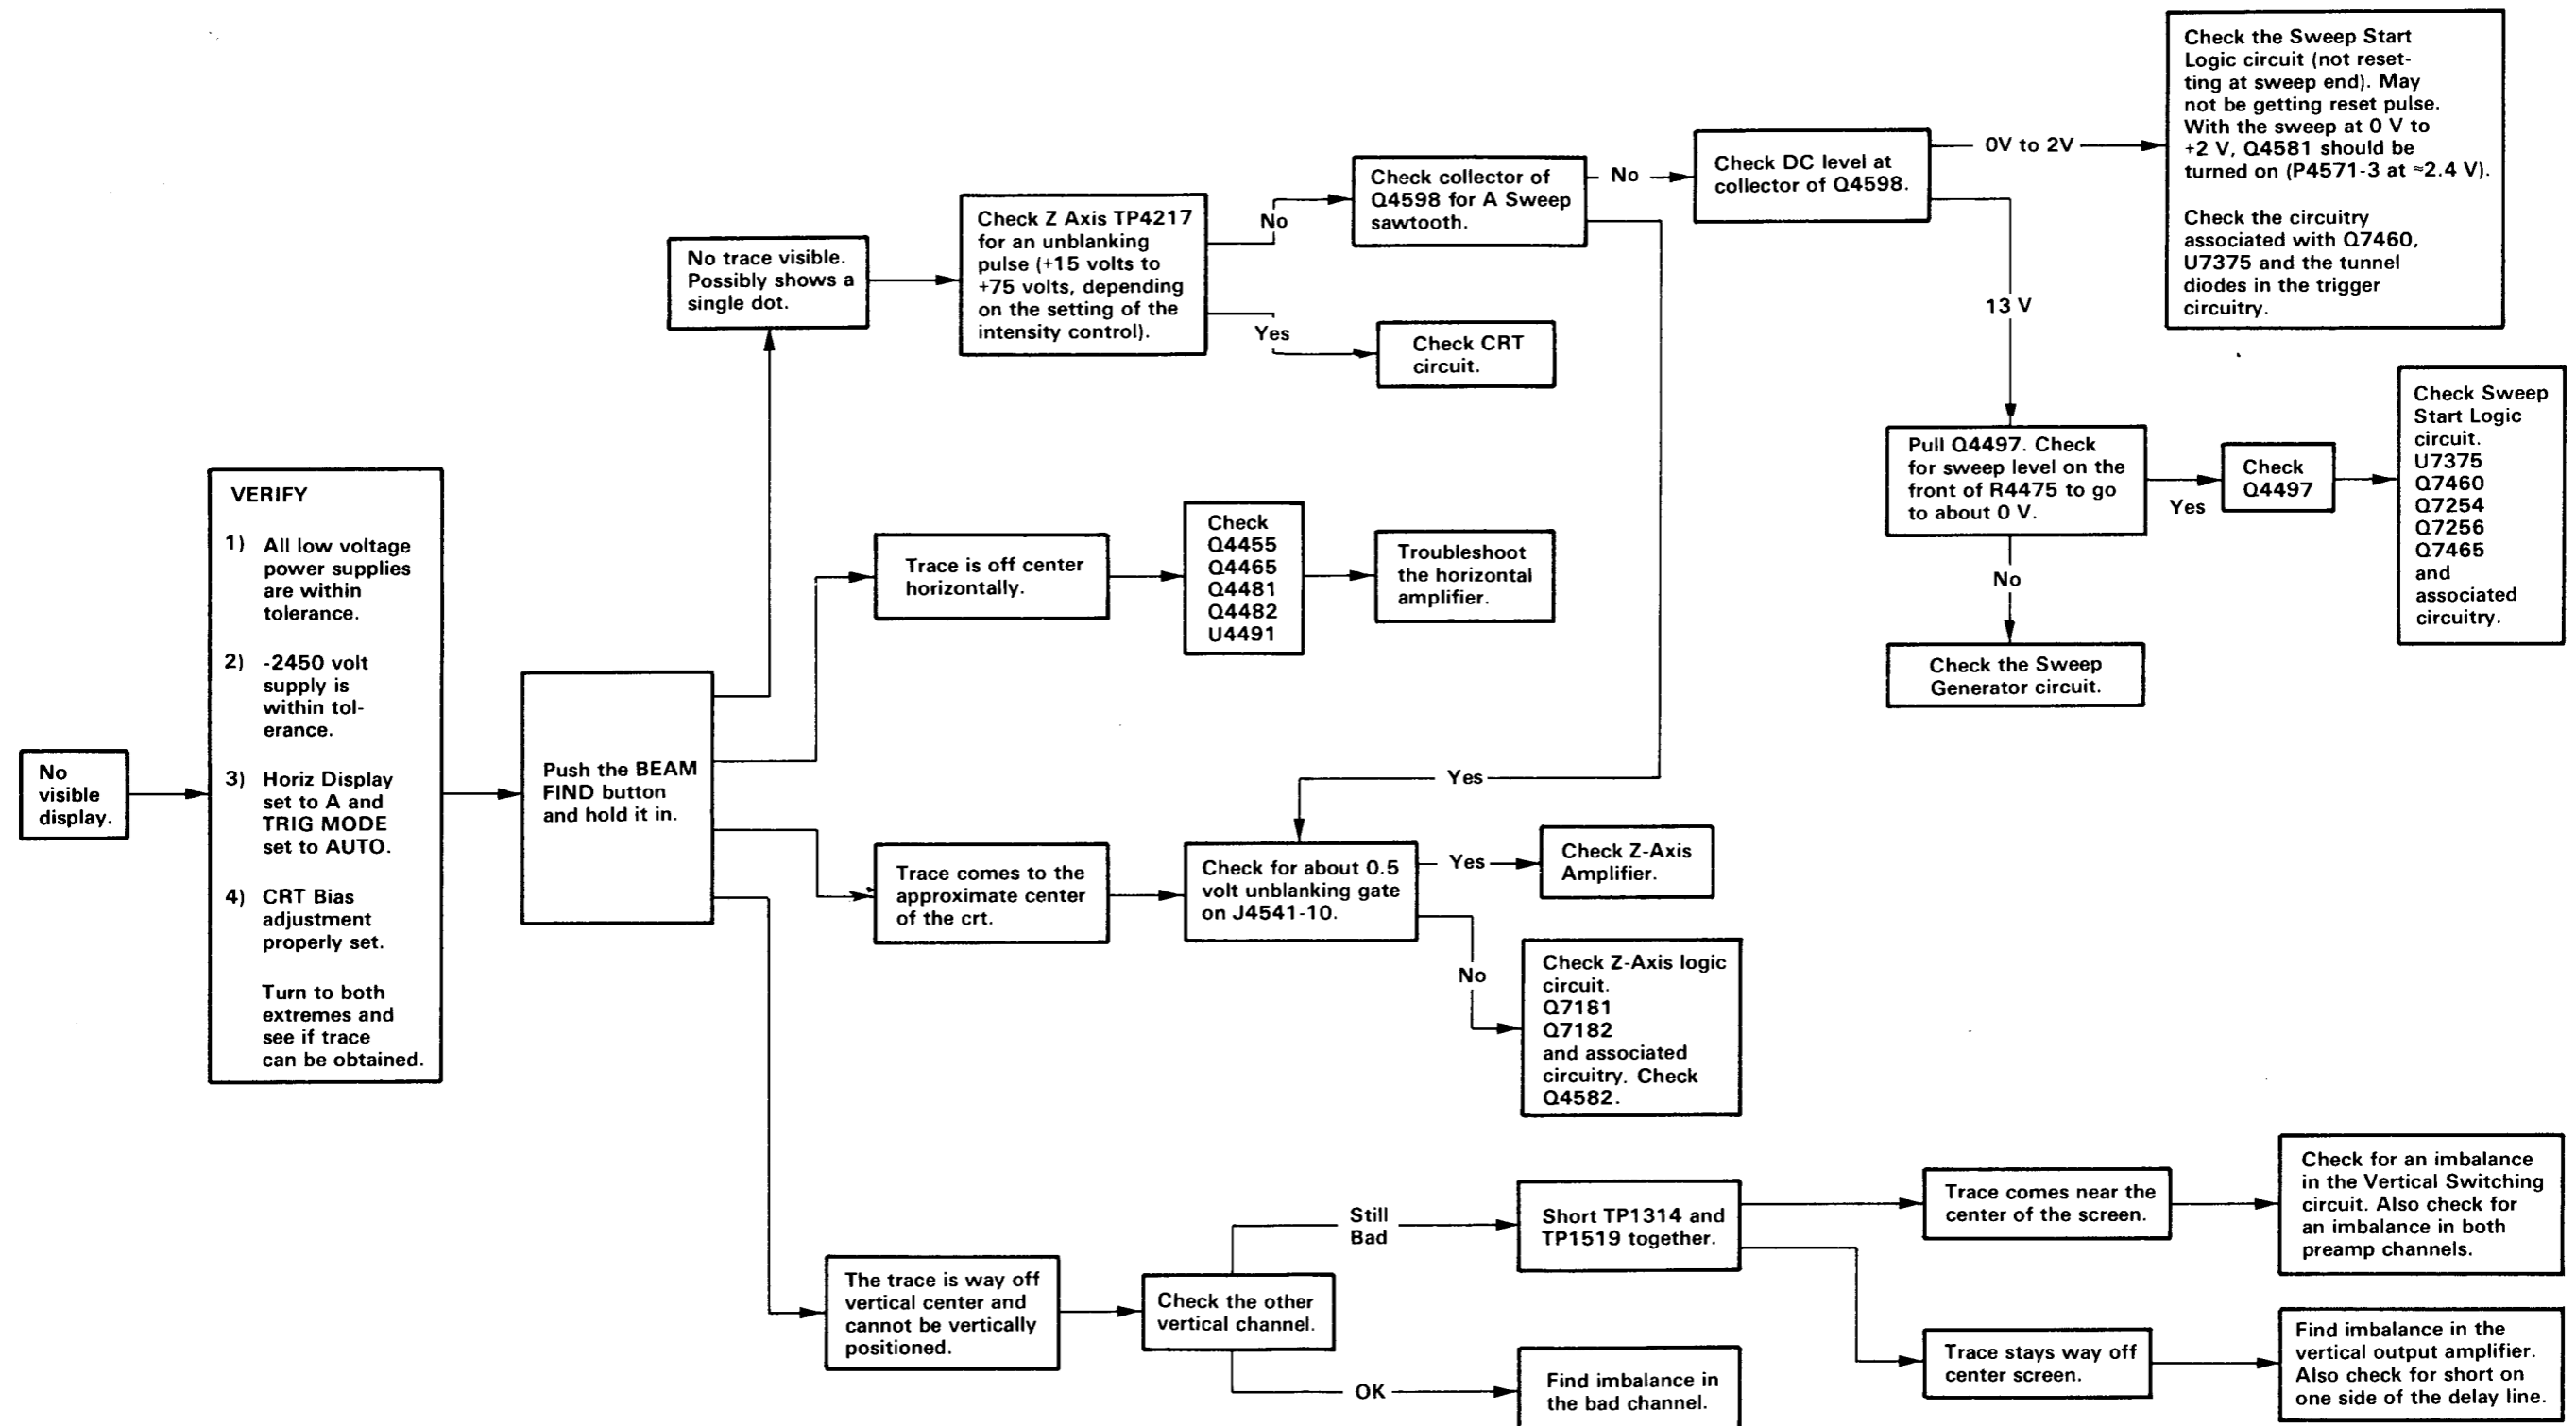 No
visible
display.
VERIFY
1) All low voltage
power supplies
are within
tolerance.
2) -2450 volt
supply is
within tol-
erance.
3) Horiz Display
set to A and
TRIG MODE
set to AUTO.
4) CRT Bias
adjustment
properly set.
Turn to both
extremes and
see if trace
can be obtained.
Push the BEAM
FIND button
and hold it in.
No trace visible.
Possibly shows a
single dot.
Check Z Axis TP4217
for an unblanking
pulse (+15 volts to
+75 volts, depending
on the setting of the
intensity control).
No
Yes
Check CRT
circuit.
Check collector of
Q4598 for A Sweep
sawtooth.
No
Yes
Check DC level at
collector of Q4598.
0V to 2V
Check the Sweep Start
Logic circuit (not reset-
ting at sweep end). May
not be getting reset pulse.
With the sweep at 0 V to
+2 V, Q4581 should be
turned on (P4571-3 at ≈2.4 V).
Check the circuitry
associated with Q7460,
U7375 and the tunnel
diodes in the trigger
circuitry.
13 V
Pull Q4497. Check
for sweep level on the
front of R4475 to go
to about 0 V.
Yes
Check
Q4497
Check Sweep
Start Logic
circuit.
U7375
Q7460
Q7254
Q7256
Q7465
and
associated
circuitry.
No
Check the Sweep
Generator circuit.
Trace is off center
horizontally.
Check
Q4455
Q4465
Q4481
Q4482
U4491
Troubleshoot
the horizontal
amplifier.
Trace comes to the
approximate center
of the crt.
Check for about 0.5
volt unblanking gate
on J4541-10.
Yes
Check Z-Axis
Amplifier.
No
Check Z-Axis logic
circuit.
Q7181
Q7182
and associated
circuitry. Check
Q4582.
The trace is way off
vertical center and
cannot be vertically
positioned.
Check the other
vertical channel.
Still
Bad
Short TP1314 and
TP1519 together.
Trace comes near the
center of the screen.
Check for an imbalance
in the Vertical Switching
circuit. Also check for
an imbalance in both
preamp channels.
Trace stays way off
center screen.
Find imbalance in the
vertical output amplifier.
Also check for short on
one side of the delay line.
OK
Find imbalance in
the bad channel.